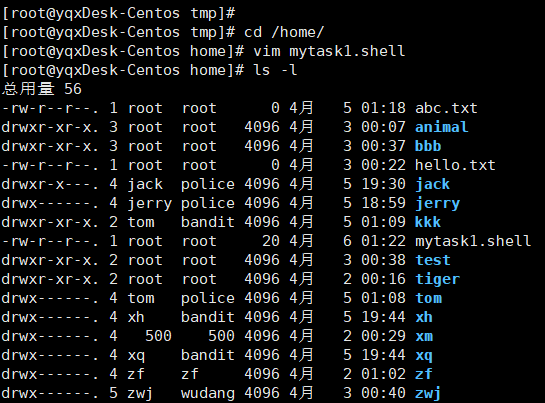 [root@yqxDesk-Centos tmp]#
[root@yqxDesk-Centos tmp]# cd /home/
[root@yqxDesk-Centos home]# vim mytask1.shell
[root@yqxDesk-Centos home]# ls -l
总用量 56
-rw-r--r--. 1 root  root     0 4月   5 01:18 abc.txt
drwxr-xr-x. 3 root  root  4096 4月   3 00:07 animal
drwxr-xr-x. 3 root  root  4096 4月   3 00:37 bbb
-rw-r--r--. 1 root  root     0 4月   3 00:22 hello.txt
drwxr-x---. 4 jack  police 4096 4月   5 19:30 jack
drwx------. 4 jerry police 4096 4月   5 18:59 jerry
drwxr-xr-x. 2 tom   bandit 4096 4月   5 01:09 kkk
-rw-r--r--. 1 root  root    20 4月   6 01:22 mytask1.shell
drwxr-xr-x. 2 root  root  4096 4月   3 00:38 test
drwxr-xr-x. 2 root  root  4096 4月   2 00:16 tiger
drwx------. 4 tom   police 4096 4月   5 01:08 tom
drwx------. 4 xh    bandit 4096 4月   5 19:44 xh
drwx------. 4   500    500 4096 4月   2 00:29 xm
drwx------. 4 xq    bandit 4096 4月   5 19:44 xq
drwx------. 4 zf    zf     4096 4月   2 01:02 zf
drwx------. 5 zwj   wudang 4096 4月   3 00:40 zwj